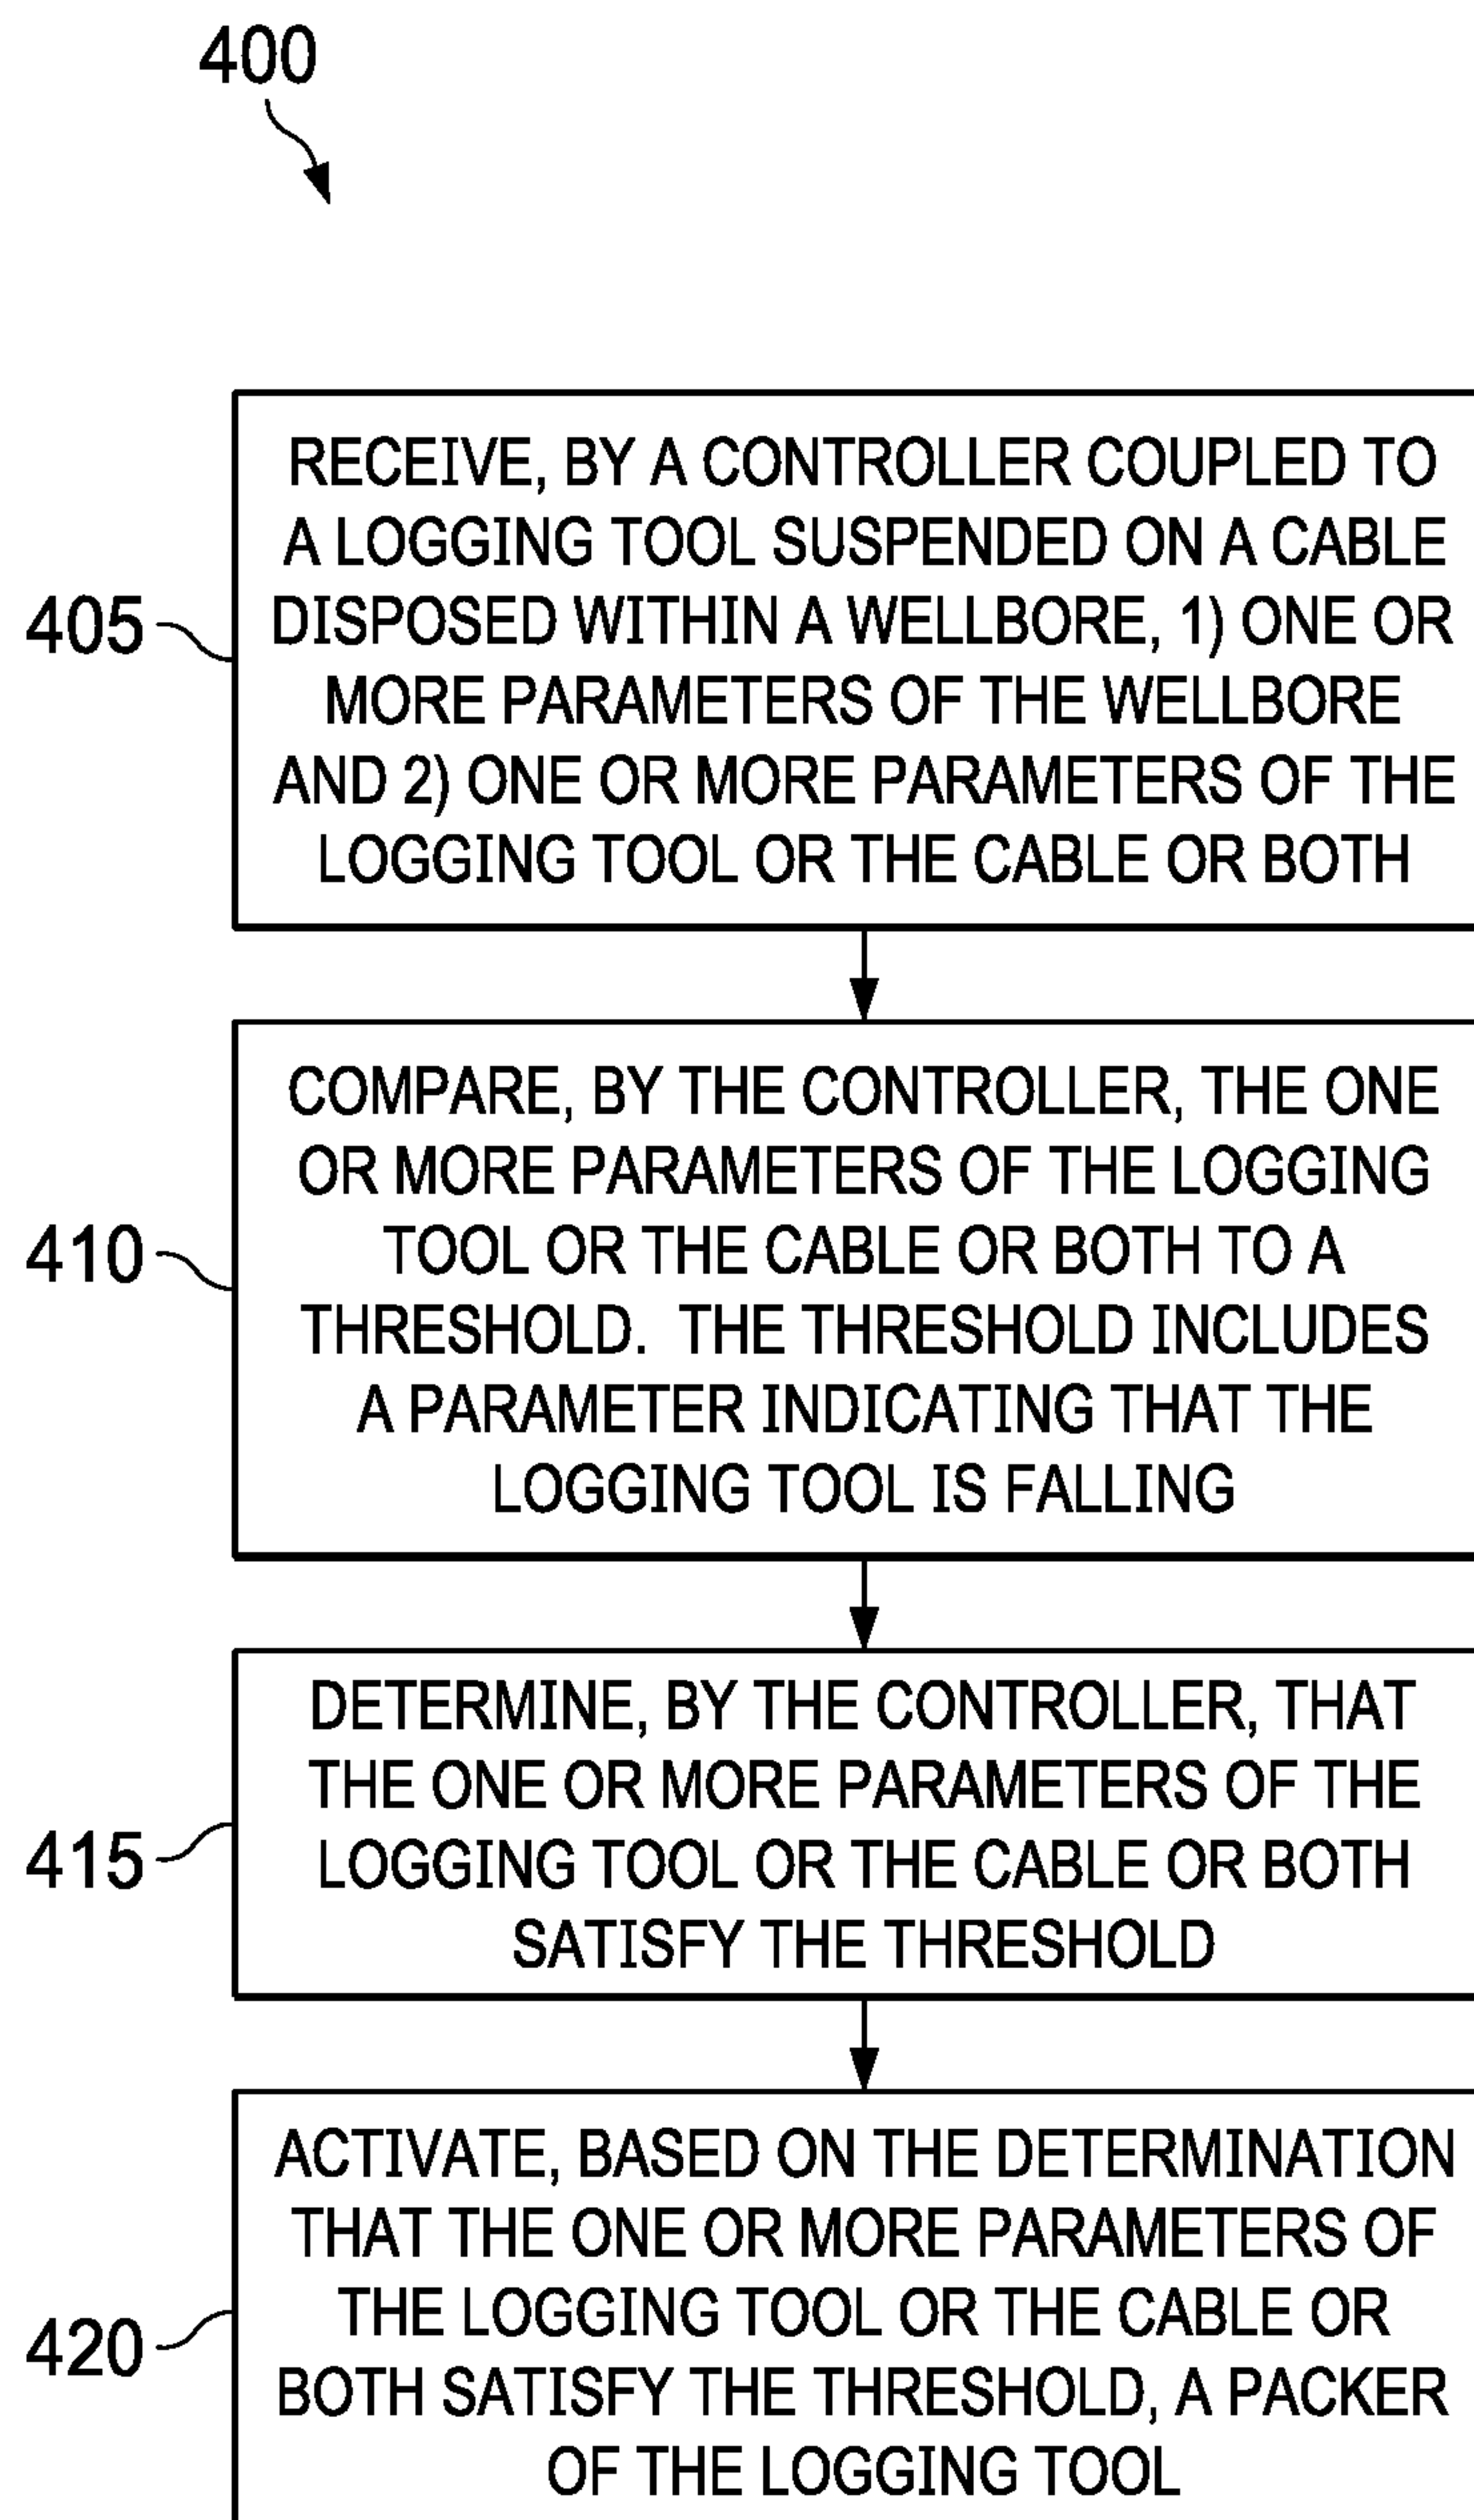 400
RECEIVE, BY A CONTROLLER COUPLED TO
A LOGGING TOOL SUSPENDED ON A CABLE
DISPOSED WITHIN A WELLBORE, 1) ONE OR
MORE PARAMETERS OF THE WELLBORE
AND 2) ONE OR MORE PARAMETERS OF THE
LOGGING TOOL OR THE CABLE OR BOTH
405
COMPARE, BY THE CONTROLLER, THE ONE
OR MORE PARAMETERS OF THE LOGGING
TOOL OR THE CABLE OR BOTH TO A
THRESHOLD. THE THRESHOLD INCLUDES
A PARAMETER INDICATING THAT THE
LOGGING TOOL IS FALLING
410
DETERMINE, BY THE CONTROLLER, THAT
THE ONE OR MORE PARAMETERS OF THE
LOGGING TOOL OR THE CABLE OR BOTH
SATISFY THE THRESHOLD
415
ACTIVATE, BASED ON THE DETERMINATION
THAT THE ONE OR MORE PARAMETERS OF
THE LOGGING TOOL OR THE CABLE OR
BOTH SATISFY THE THRESHOLD, A PACKER
OF THE LOGGING TOOL
420